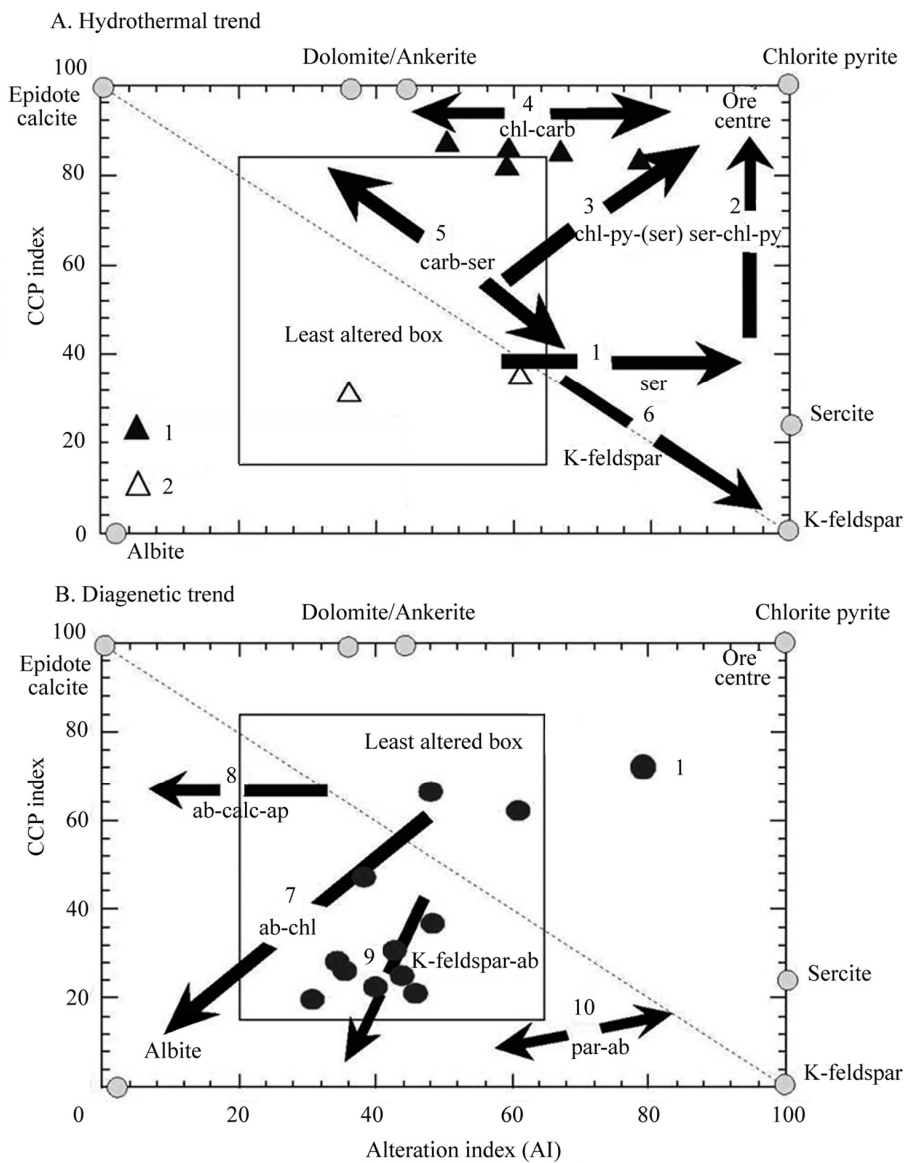 A. Hydrothermal trend
Dolomite/Ankerite
Chlorite pyrite
100
Epidote
calcite
4
chl-carb
Ore
centre
80
3
2
chl-py-(ser) ser-chl-py
5
carb-ser
60
CCP index
Least altered box
40
1
ser
6
1
Sercite
20
K-feldspar
2
0
K-feldspar
Albite
B. Diagenetic trend
Dolomite/Ankerite
Chlorite pyrite
100
Epidote
calcite
Ore
centre
Least altered box
80
8
1
ab-calc-ap
60
CCP index
7
40
ab-chl
9
K-feldspar-ab
Sercite
20
10
Albite
par-ab
K-feldspar
0
0 20 40 60 80 100
Alteration index (AI)